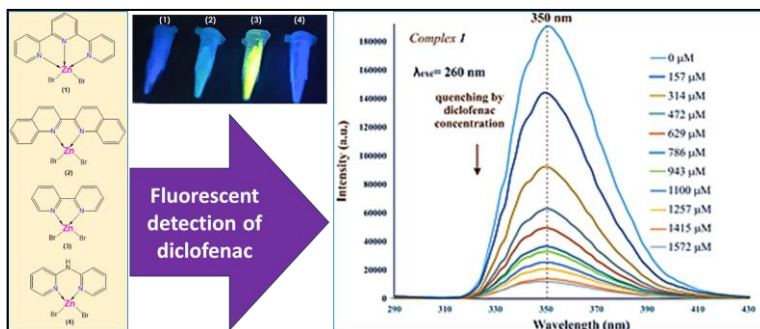 N
N
N
Zn
Br
Br
(1)
N
N
Zn
Br
Br
(2)
N
N
Zn
Br
Br
(3)
H
N
N
N
Zn
Br
Br
(4)
(1)
(2)
(3)
(4)
Fluorescent
detection of
diclofenac
350 nm
Complex 1
λexc= 260 nm
quenching by
diclofenac
concentration
Intensity (a.u.)
180000
160000
140000
120000
100000
80000
60000
40000
20000
0
290
310
330
350
370
390
410
430
Wavelength (nm)
0 µM
157 µM
314 µM
472 µM
629 µM
786 µM
943 µM
1100 µM
1257 µM
1415 µM
1572 µM